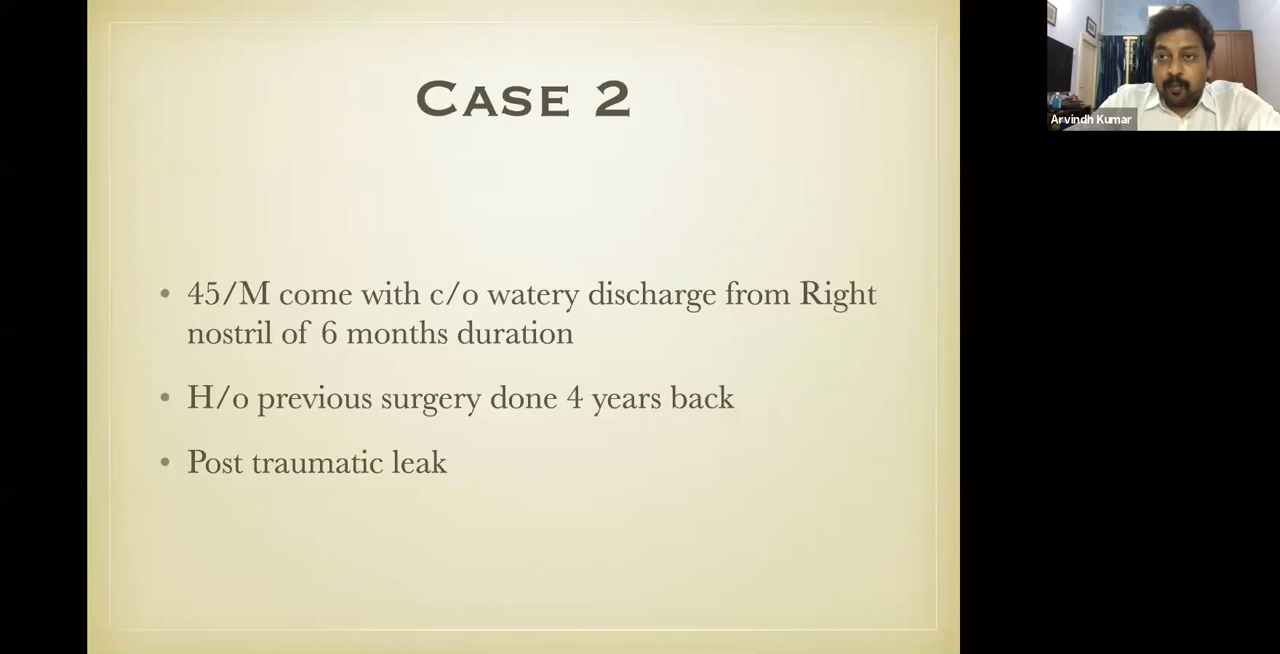 CASE 2
• 45/M come with c/o watery discharge from Right
nostril of 6 months duration
• H/o previous surgery done 4 years back
• Post traumatic leak
Arvindh Kumar